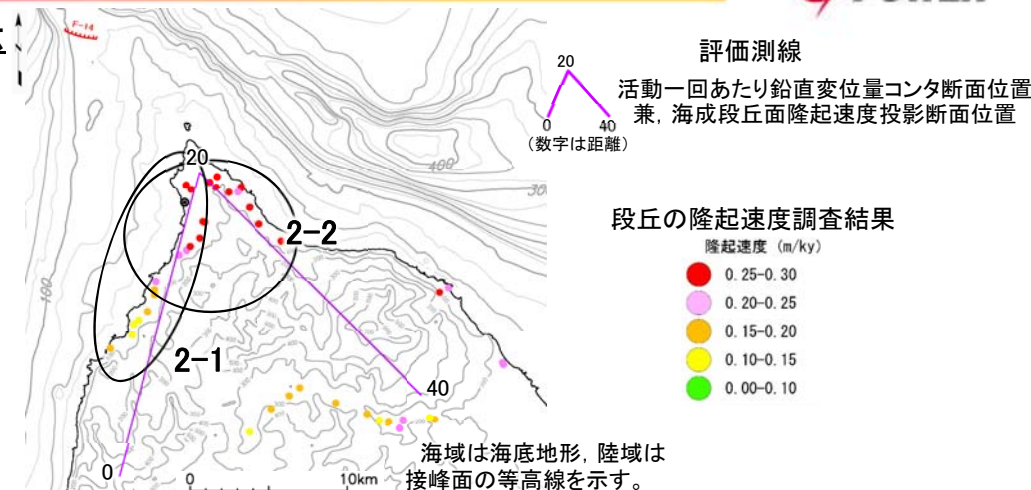 F-14
20
400
300
100
2-2
2-1
40
0
0
10km
海域は海底地形, 陸域は
接峰面の等高線を示す。
評価測線
20
0
40
(数字は距離)
活動一回あたり鉛直変位量コンタ断面位置
兼, 海成段丘面隆起速度投影断面位置
段丘の隆起速度調査結果
隆起速度 (m/ky)
0.25-0.30
0.20-0.25
0.15-0.20
0.10-0.15
0.00-0.10